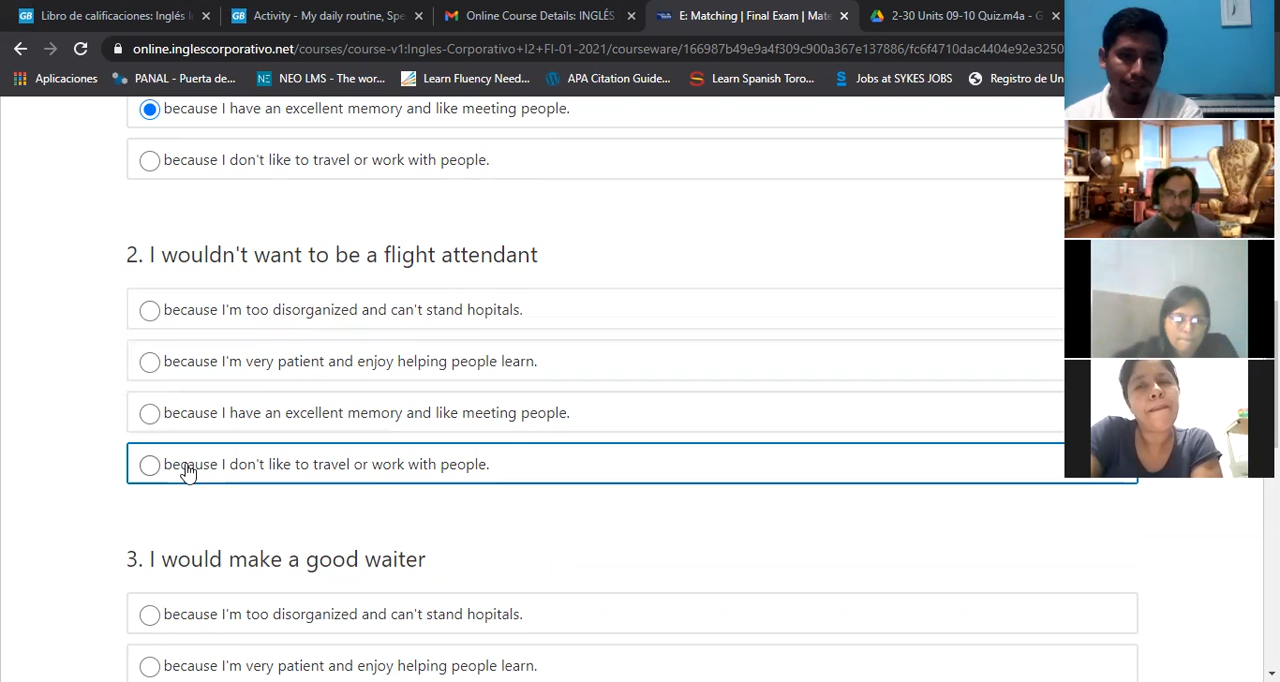 Libro de calificaciones: Inglés I
Activity - My daily routine, Spe
Online Course Details: INGLÉS
E: Matching | Final Exam | Mate
2-30 Units 09-10 Quiz.m4a - G
online.inglescorporativo.net/courses/course-v1:Ingles-Corporativo+I2+FI-01-2021/courseware/166987b49e9a4f309c900a367e137886/fc6f4710dac4404e92e3250
Aplicaciones
PANAL - Puerta de...
NEO LMS - The wor...
Learn Fluency Need...
APA Citation Guide...
Learn Spanish Toro...
Jobs at SYKES JOBS
Registro de Un
because I have an excellent memory and like meeting people.
because I don't like to travel or work with people.
2. I wouldn't want to be a flight attendant
because I'm too disorganized and can't stand hopitals.
because I'm very patient and enjoy helping people learn.
because I have an excellent memory and like meeting people.
because I don't like to travel or work with people.
3. I would make a good waiter
because I'm too disorganized and can't stand hopitals.
because I'm very patient and enjoy helping people learn.